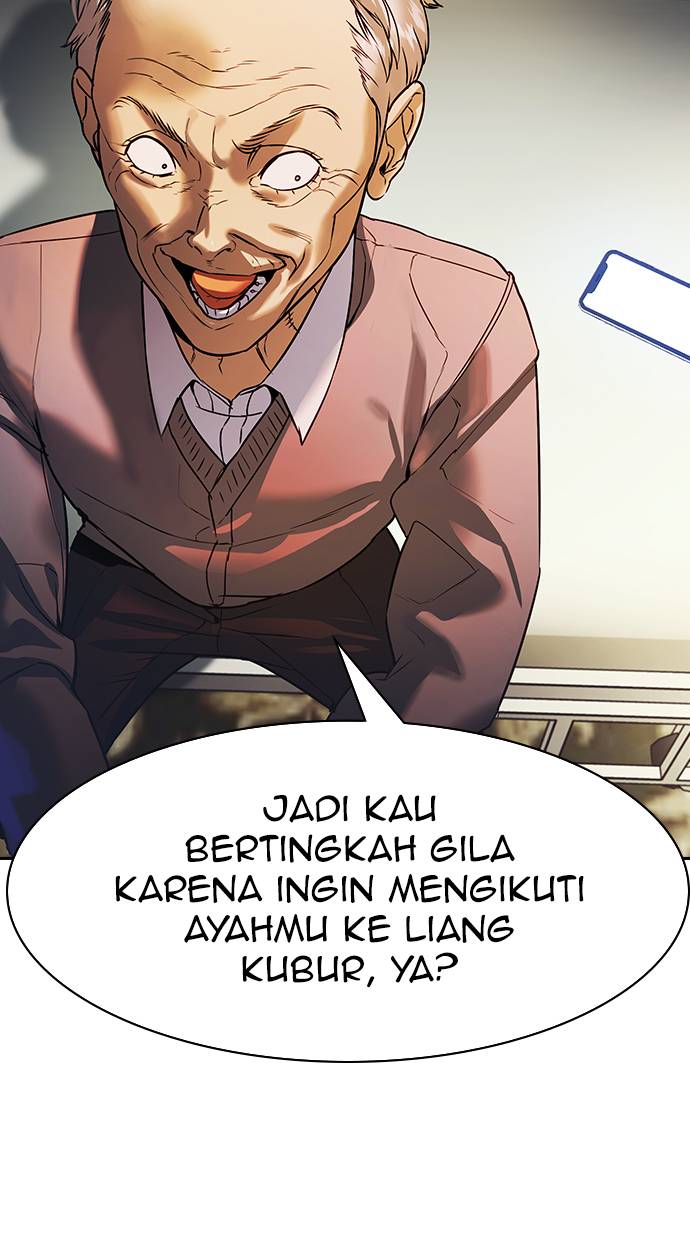 JADI KAU
BERTINGKAH GILA
KARENA INGIN MENGIKUTI
AYAHMU KE LIANG
KUBUR, YA?